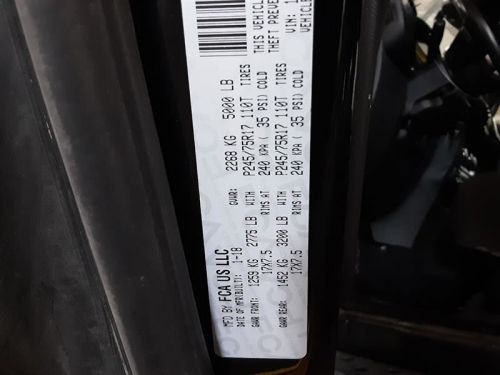 MFD BY FCA US LLC
DATE OF MFR(BUILT): 1-18 GVWR: 2268 KG 5000 LB
GAWR FRONT: 1259 KG 2775 LB WITH P245/75R17 110T TIRES
17X7.5 RIMS AT 240 KPA ( 35 PSI) COLD
GAWR REAR: 1452 KG 3200 LB WITH P245/75R17 110T TIRES
17X7.5 RIMS AT 240 KPA ( 35 PSI) COLD
THIS VEHICLE
THEFT PREVE
VIN: 1
VEHICLE